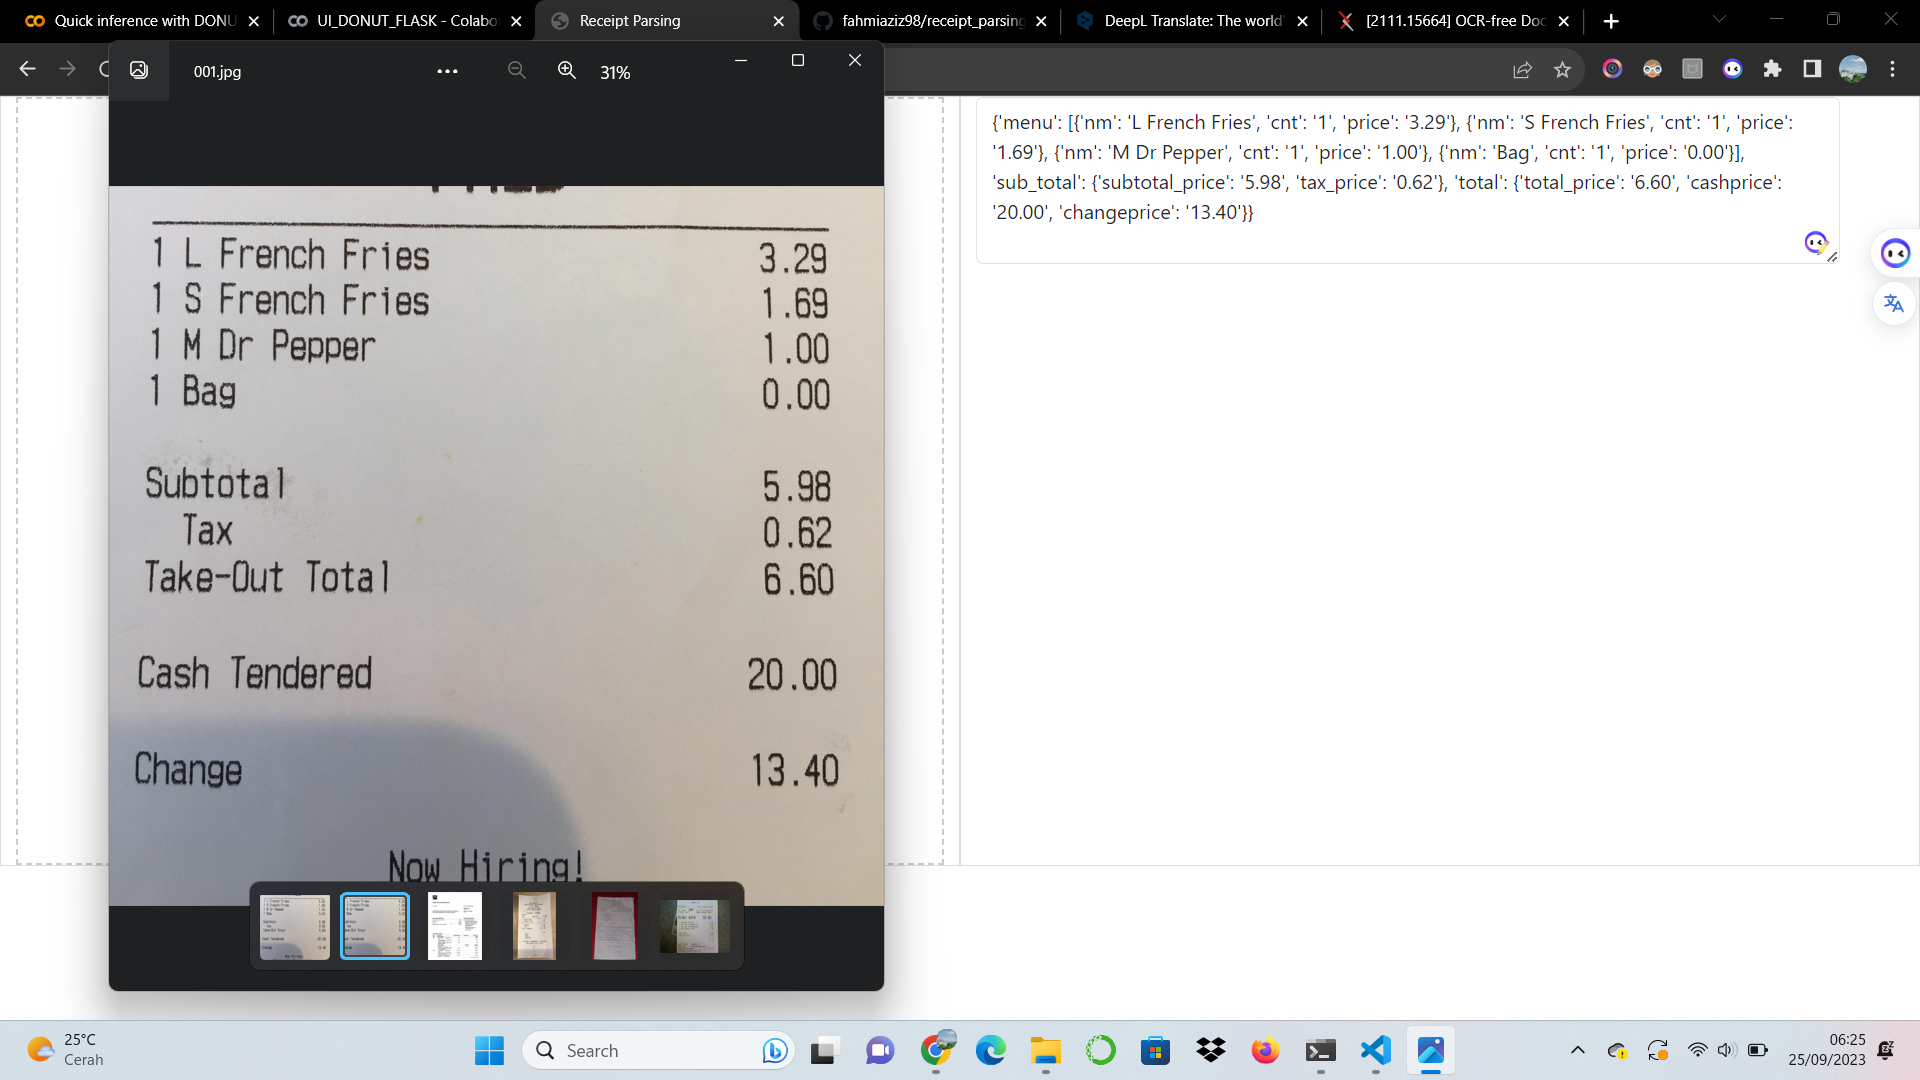 Quick inference with DONU
UI_DONUT_FLASK - Colabo
Receipt Parsing
fahmiaziz98/receipt_parsing
DeepL Translate: The world'
[2111.15664] OCR-free Doc
001.jpg
31%
1 L French Fries 3.29
1 S French Fries 1.69
1 M Dr Pepper 1.00
1 Bag 0.00
Subtotal 5.98
Tax 0.62
Take-Out Total 6.60
Cash Tendered 20.00
Change 13.40
Now Hiring!
{'menu': [{'nm': 'L French Fries', 'cnt': '1', 'price': '3.29'}, {'nm': 'S French Fries', 'cnt': '1', 'price':
'1.69'}, {'nm': 'M Dr Pepper', 'cnt': '1', 'price': '1.00'}, {'nm': 'Bag', 'cnt': '1', 'price': '0.00'}],
'sub_total': {'subtotal_price': '5.98', 'tax_price': '0.62'}, 'total': {'total_price': '6.60', 'cashprice':
'20.00', 'changeprice': '13.40'}}
25°C
Cerah
Search
06:25
25/09/2023